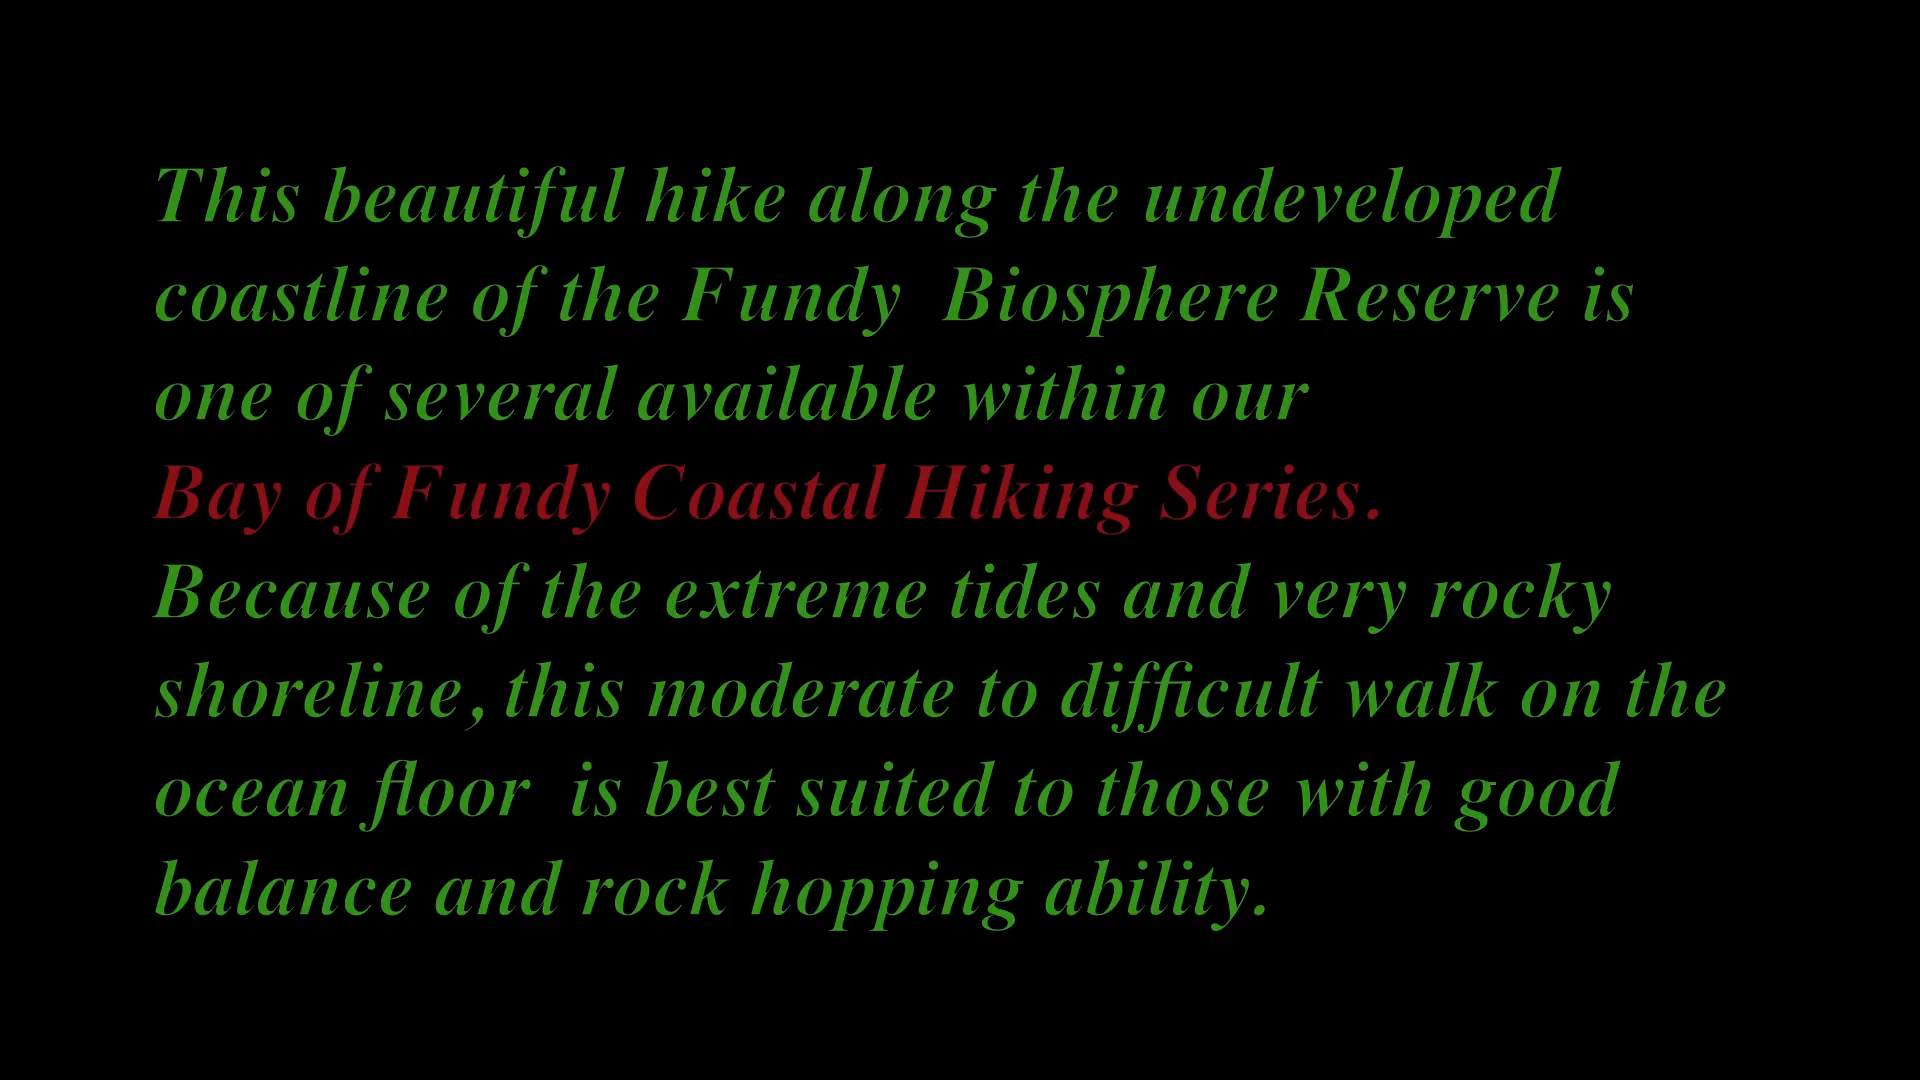 This beautiful hike along the undeveloped
coastline of the Fundy  Biosphere Reserve is
one of several available within our
Bay of Fundy Coastal Hiking Series.
Because of the extreme tides and very rocky
shoreline, this moderate to difficult walk on the
ocean floor  is best suited to those with good
balance and rock hopping ability.